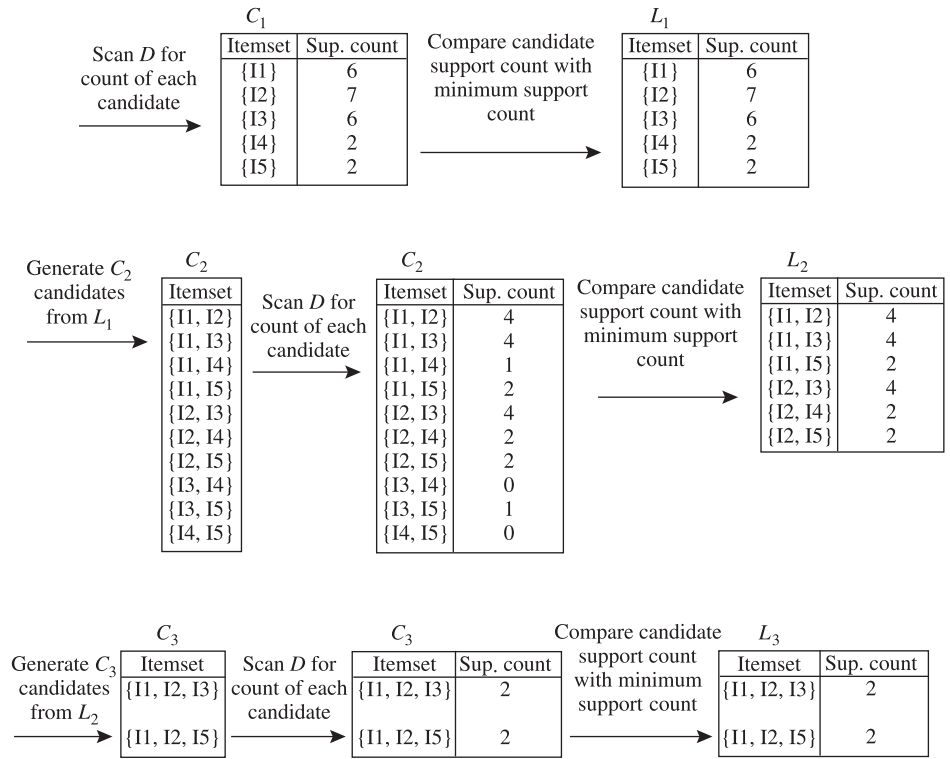 C1
L1
Scan D for
count of each
candidate
Itemset Sup. count
{I1} 6
{I2} 7
{I3} 6
{I4} 2
{I5} 2
Compare candidate
support count with
minimum support
count
Itemset Sup. count
{I1} 6
{I2} 7
{I3} 6
{I4} 2
{I5} 2
Generate C2
candidates
from L1
C2
Itemset
{I1, I2}
{I1, I3}
{I1, I4}
{I1, I5}
{I2, I3}
{I2, I4}
{I2, I5}
{I3, I4}
{I3, I5}
{I4, I5}
Scan D for
count of each
candidate
C2
Itemset Sup. count
{I1, I2} 4
{I1, I3} 4
{I1, I4} 1
{I1, I5} 2
{I2, I3} 4
{I2, I4} 2
{I2, I5} 2
{I3, I4} 0
{I3, I5} 1
{I4, I5} 0
Compare candidate
support count with
minimum support
count
L2
Itemset Sup. count
{I1, I2} 4
{I1, I3} 4
{I1, I5} 2
{I2, I3} 4
{I2, I4} 2
{I2, I5} 2
Generate C3
candidates
from L2
C3
Itemset
{I1, I2, I3}
{I1, I2, I5}
Scan D for
count of each
candidate
C3
Itemset Sup. count
{I1, I2, I3} 2
{I1, I2, I5} 2
Compare candidate
support count
with minimum
support count
L3
Itemset Sup. count
{I1, I2, I3} 2
{I1, I2, I5} 2